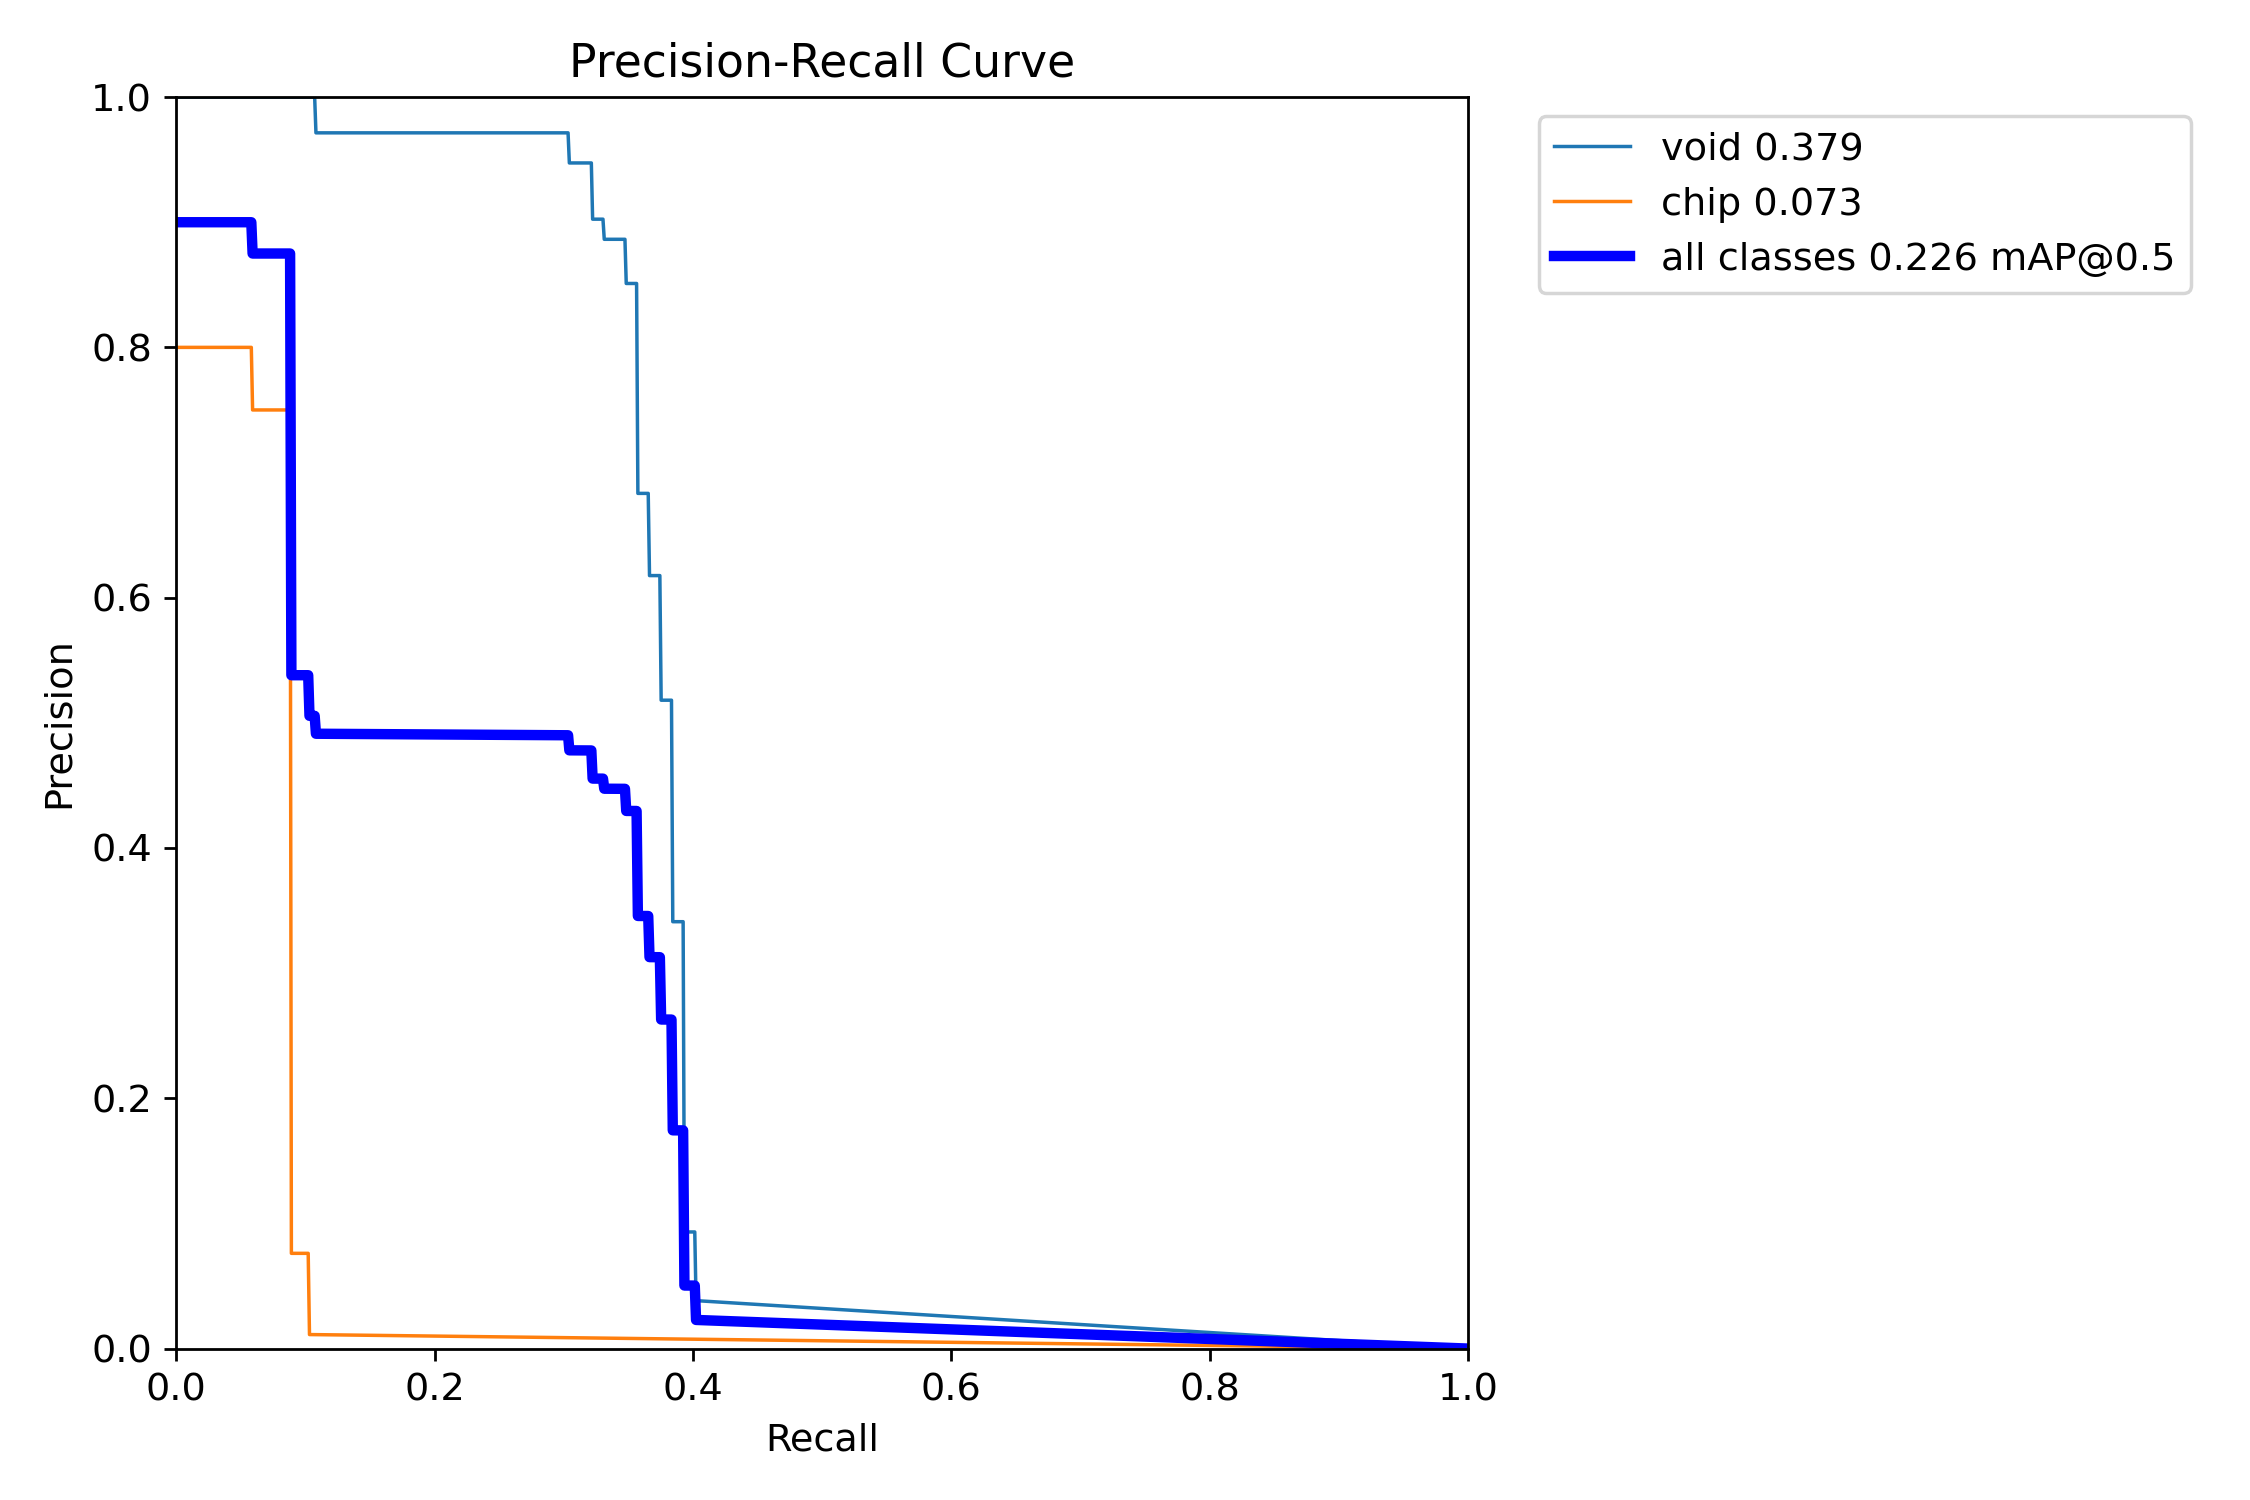 Precision-Recall Curve
void 0.379
chip 0.073
all classes 0.226 mAP@0.5
Precision
1.0
0.8
0.6
0.4
0.2
0.0
0.0 0.2 0.4 0.6 0.8 1.0
Recall